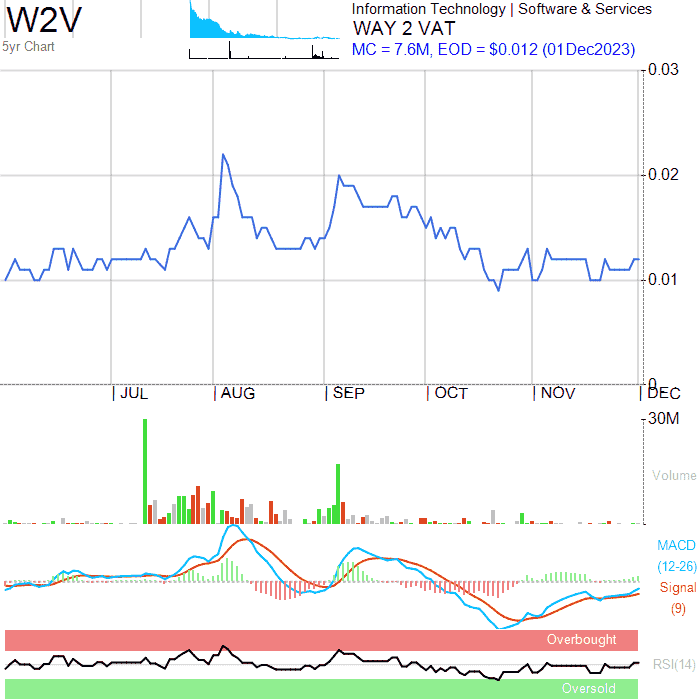 W2V
5yr Chart
Information Technology | Software & Services
WAY 2 VAT
MC = 7.6M, EOD = $0.012 (01Dec2023)
0.03
0.02
0.01
0
JUL AUG SEP OCT NOV DEC
30M
Volume
MACD
(12-26)
Signal
(9)
Overbought
RSI(14)
Oversold